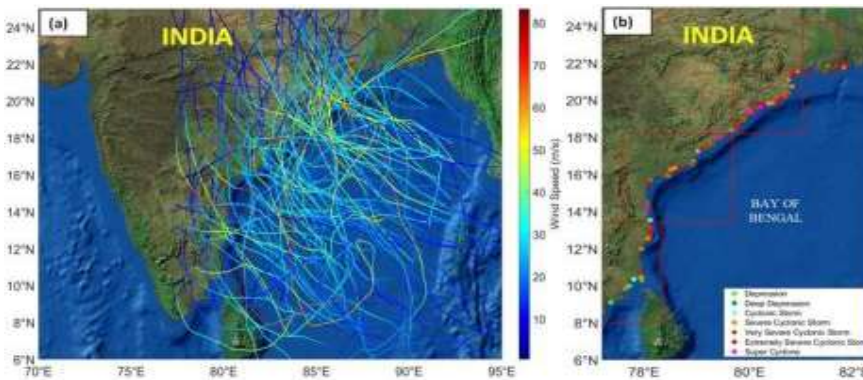 (a)
INDIA
24°N
22°N
20°N
18°N
16°N
14°N
12°N
10°N
8°N
6°N
70°E
75°E
80°E
85°E
90°E
95°E
80
70
60
50
40
30
20
10
Wind Speed (m/s)
(b)
INDIA
24°N
22°N
20°N
18°N
16°N
14°N
12°N
10°N
8°N
6°N
78°E
80°E
82°E
BAY OF
BENGAL
Depression
Deep Depression
Cyclonic Storm
Severe Cyclonic Storm
Very Severe Cyclonic Storm
Extremely Severe Cyclonic Stor
Super Cyclone